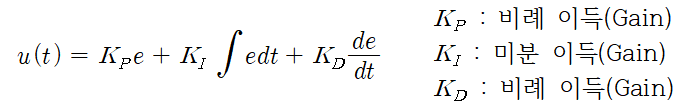 u(t) = K_P e + K_I ∫ edt + K_D de/dt
K_P : 비례 이득(Gain)
K_I : 미분 이득(Gain)
K_D : 비례 이득(Gain)